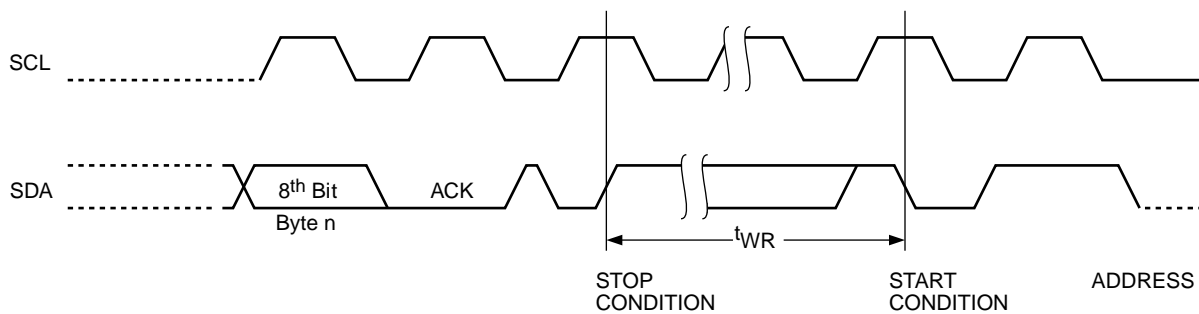 SCL
SDA
8th Bit
ACK
Byte n
tWR
STOP
CONDITION
START
CONDITION
ADDRESS